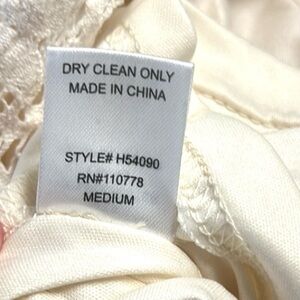 DRY CLEAN ONLY
MADE IN CHINA
STYLE# H54090
RN#110778
MEDIUM